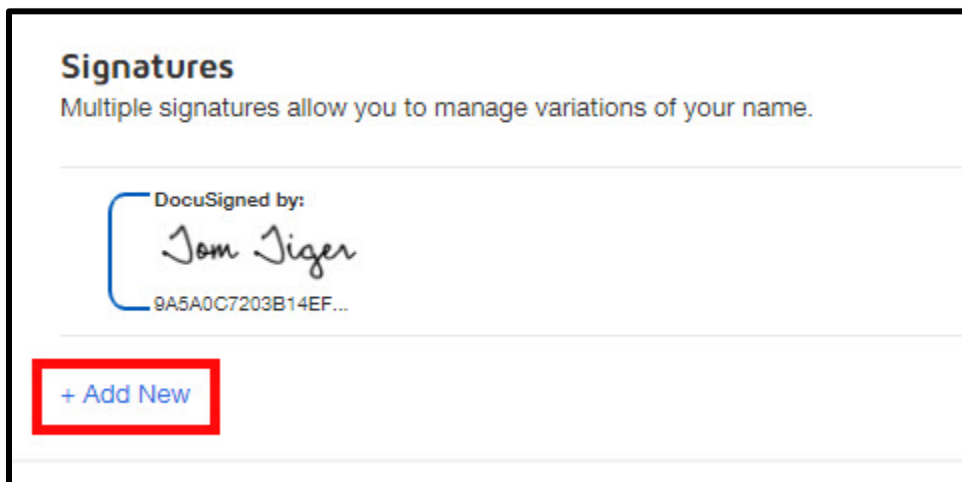 Signatures
Multiple signatures allow you to manage variations of your name.
DocuSigned by:
Tom Tiger
9A5A0C7203B14EF...
+ Add New